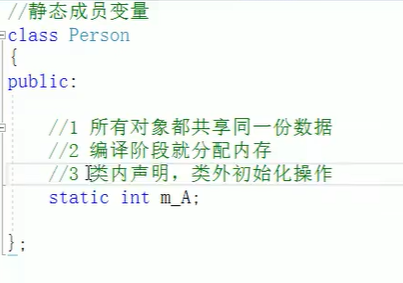 //静态成员变量
class Person
{
public:
//1 所有对象都共享同一份数据
//2 编译阶段就分配内存
//3 类内声明，类外初始化操作
static int m_A;
};